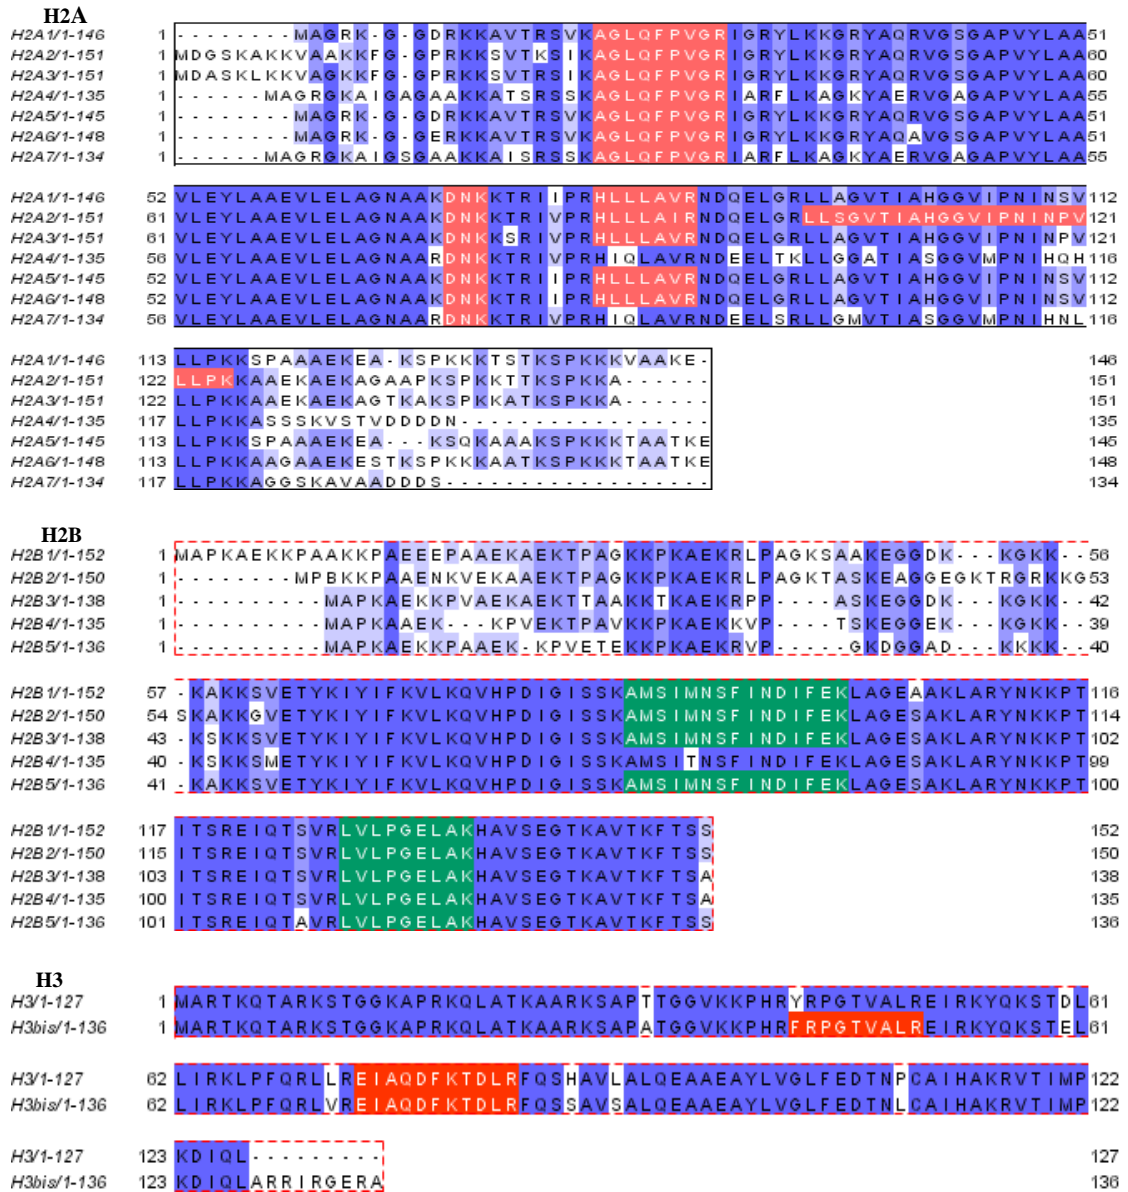 H2A
H2A1/1-146 1 --------MAGRK-G-GDRKKAVTRSVKAGLQFPVGRIGRYLKKGRYAQRVGSGAPVYLAA 51
H2A2/1-151 1 MDGSKAKKVAAKKFG-GPRKKSVTKSIKAGLQFPVGRIGRYLKKGRYAQRVGSGAPVYLAA 60
H2A3/1-151 1 MDASKLKKVAGKKFG-GPRKKSVTRSIKAGLQFPVGRIGRYLKKGRYAQRVGSGAPVYLAA 60
H2A4/1-135 1 ------MAGRGKAIGAGAAKKATSRSSKAGLQFPVGRIARFLKAGKYAERVGAGAPVYLAA 55
H2A5/1-145 1 --------MAGRK-G-GDRKKAVTRSVKAGLQFPVGRIGRYLKKGRYAQRVGSGAPVYLAA 51
H2A6/1-148 1 --------MAGRK-G-GERKKAVTRSVKAGLQFPVGRIGRYLKKGRYAQAVGSGAPVYLAA 51
H2A7/1-134 1 ------MAGRGKAIGSGAAKKAISRSSKAGLQFPVGRIARFLKAGKYAERVGAGAPVYLAA 55
H2A1/1-146 52 VLEYLAAEVLELAGNAAKDNKKTRIIPRHLLLAVRNDQELGRLLAGVTIAHGGVIPNINSV 112
H2A2/1-151 61 VLEYLAAEVLELAGNAAKDNKKTRIVPRHLLLAIRNDQELGRLLSGVTIAHGGVIPNINPV 121
H2A3/1-151 61 VLEYLAAEVLELAGNAAKDNKKSRIVPRHLLLAVRNDQELGRLLAGVTIAHGGVIPNINPV 121
H2A4/1-135 56 VLEYLAAEVLELAGNAARDNKKTRIVPRHIQLAVRNDEELTKLLGGATIASGGVMPNIHQH 116
H2A5/1-145 52 VLEYLAAEVLELAGNAAKDNKKTRIIPRHLLLAVRNDQELGRLLAGVTIAHGGVIPNINSV 112
H2A6/1-148 52 VLEYLAAEVLELAGNAAKDNKKTRIIPRHLLLAVRNDQELGRLLAGVTIAHGGVIPNINSV 112
H2A7/1-134 56 VLEYLAAEVLELAGNAARDNKKTRIVPRHIQLAVRNDEELSRLLGMVTIASGGVMPNIHNL 116
H2A1/1-146 113 LLPKKSPAAAEKEA-KSPKKKTSTKSPKKKVAAKE- 146
H2A2/1-151 122 LLPKKAAEKAEKAGAAPKSPKKTTKSPKKA------ 151
H2A3/1-151 122 LLPKKAAEKAEKAGTKAKSPKKATKSPKKA------ 151
H2A4/1-135 117 LLPKKASSSKVSTVDDDDN----------------- 135
H2A5/1-145 113 LLPKKSPAAAEKEA---KSQKAAAKSPKKKTAATKE 145
H2A6/1-148 113 LLPKKAAGAAEKESTKSPKKKAATKSPKKKTAATKE 148
H2A7/1-134 117 LLPKKAGGSKAVAADDDS------------------ 134
H2B
H2B1/1-152 1 MAPKAEKKPAAKKPAEEEPAAEKAEKTPAGKKPKAEKRLPAGKSAAKEGGDK---KGKK-- 56
H2B2/1-150 1 --------MPBKKPAAENKVEKAAEKTPAGKKPKAEKRLPAGKTASKEAGGEGKTRGRKKG 53
H2B3/1-138 1 ----------MAPKAEKKPVAEKAEKTTAAKKTKAEKRPP----ASKEGGDK---KGKK-- 42
H2B4/1-135 1 ----------MAPKAAEK---KPVEKTPAVKKPKAEKKVP----TSKEGGEK---KGKK-- 39
H2B5/1-136 1 ----------MAPKAEKKPAAEK-KPVETEKKPKAEKRVP-----GKDGGAD---KKKK-- 40
H2B1/1-152 57 -KAKKSVETYKIYIFKVLKQVHPDIGISSKAMSIMNSFINDIFEKLAGEAAKLARYNKKPT 116
H2B2/1-150 54 SKAKKGVETYKIYIFKVLKQVHPDIGISSKAMSIMNSFINDIFEKLAGESAKLARYNKKPT 114
H2B3/1-138 43 -KSKKSVETYKIYIFKVLKQVHPDIGISSKAMSIMNSFINDIFEKLAGESAKLARYNKKPT 102
H2B4/1-135 40 -KSKKSMETYKIYIFKVLKQVHPDIGISSKAMSITNSFINDIFEKLAGESAKLARYNKKPT 99
H2B5/1-136 41 -KAKKSVETYKIYIFKVLKQVHPDIGISSKAMSIMNSFINDIFEKLAGESAKLARYNKKPT 100
H2B1/1-152 117 ITSREIQTSVRLVLPGELAKHAVSEGTKAVTKFTSS 152
H2B2/1-150 115 ITSREIQTSVRLVLPGELAKHAVSEGTKAVTKFTSS 150
H2B3/1-138 103 ITSREIQTSVRLVLPGELAKHAVSEGTKAVTKFTSA 138
H2B4/1-135 100 ITSREIQTSVRLVLPGELAKHAVSEGTKAVTKFTSA 135
H2B5/1-136 101 ITSREIQTAVRLVLPGELAKHAVSEGTKAVTKFTSS 136
H3
H3/1-127 1 MARTKQTARKSTGGKAPRKQLATKAARKSAPTTGGVKKPHRYRPGTVALREIRKYQKSTDL 61
H3bis/1-136 1 MARTKQTARKSTGGKAPRKQLATKAARKSAPATGGVKKPHRFRPGTVALREIRKYQKSTEL 61
H3/1-127 62 LIRKLPFQRLLREIAQDFKTDLRFQSHAVLALQEAAEAYLVGLFEDTNPCAIHAKRVTIMP 122
H3bis/1-136 62 LIRKLPFQRLVREIAQDFKTDLRFQSSAVSALQEAAEAYLVGLFEDTNLCAIHAKRVTIMP 122
H3/1-127 123 KDIQL--------- 127
H3bis/1-136 123 KDIQLARRIRGERA 136